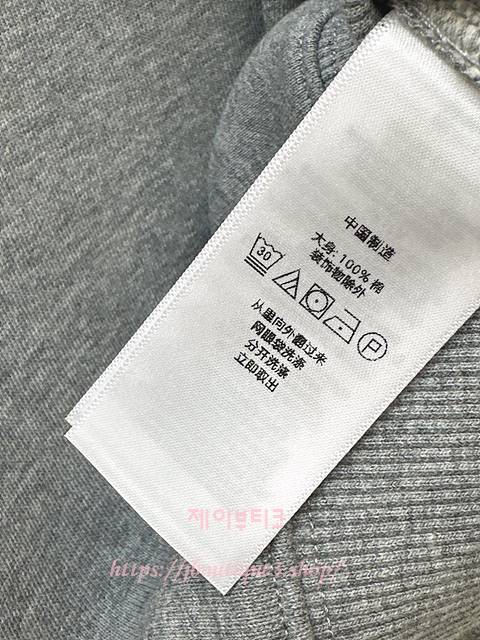 中国制造
大身: 100% 棉
装饰物除外
30 P
从里向外翻过来
网眼袋洗涤
分开洗涤
立即取出
제이부티크